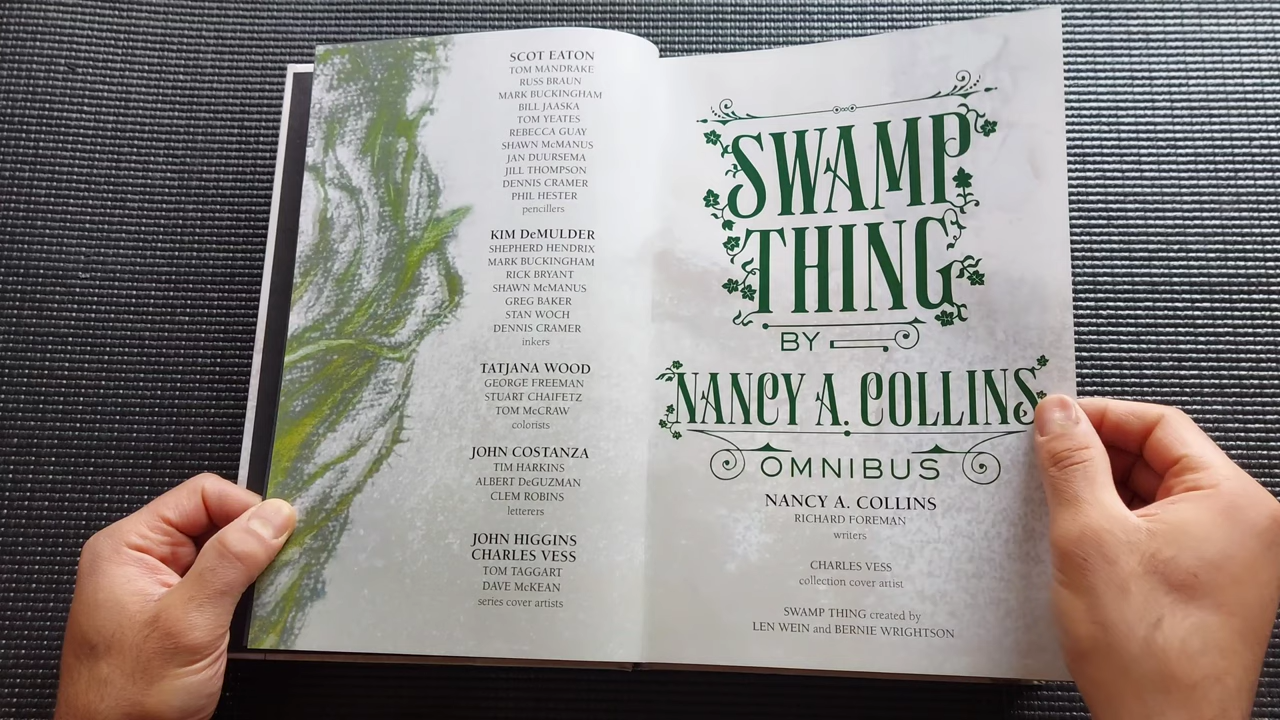 SCOT EATON
TOM MANDRAKE
RUSS BRAUN
MARK BUCKINGHAM
BILL JAASKA
TOM YEATES
REBECCA GUAY
SHAWN McMANUS
JAN DUURSEMA
JILL THOMPSON
DENNIS CRAMER
PHIL HESTER
pencillers
KIM DeMULDER
SHEPHERD HENDRIX
MARK BUCKINGHAM
RICK BRYANT
SHAWN McMANUS
GREG BAKER
STAN WOCH
DENNIS CRAMER
inkers
TATJANA WOOD
GEORGE FREEMAN
STUART CHAIFETZ
TOM McCRAW
colorists
JOHN COSTANZA
TIM HARKINS
ALBERT DeGUZMAN
CLEM ROBINS
letterers
JOHN HIGGINS
CHARLES VESS
TOM TAGGART
DAVE McKEAN
series cover artists
SWAMP
THING
BY
NANCY A. COLLINS
OMNIBUS
NANCY A. COLLINS
RICHARD FOREMAN
writers
CHARLES VESS
collection cover artist
SWAMP THING created by
LEN WEIN and BERNIE WRIGHTSON